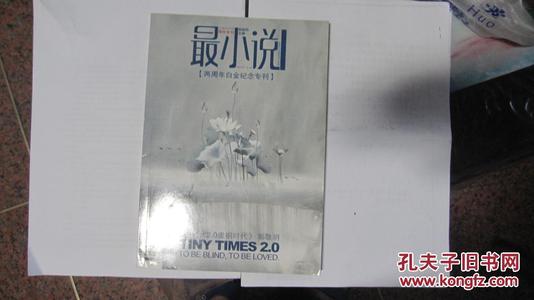 最小说
【两周年白金纪念专刊】
TINY TIMES 2.0
TO BE BLIND, TO BE LOVED.
Huo
孔夫子旧书网
kongfz.com